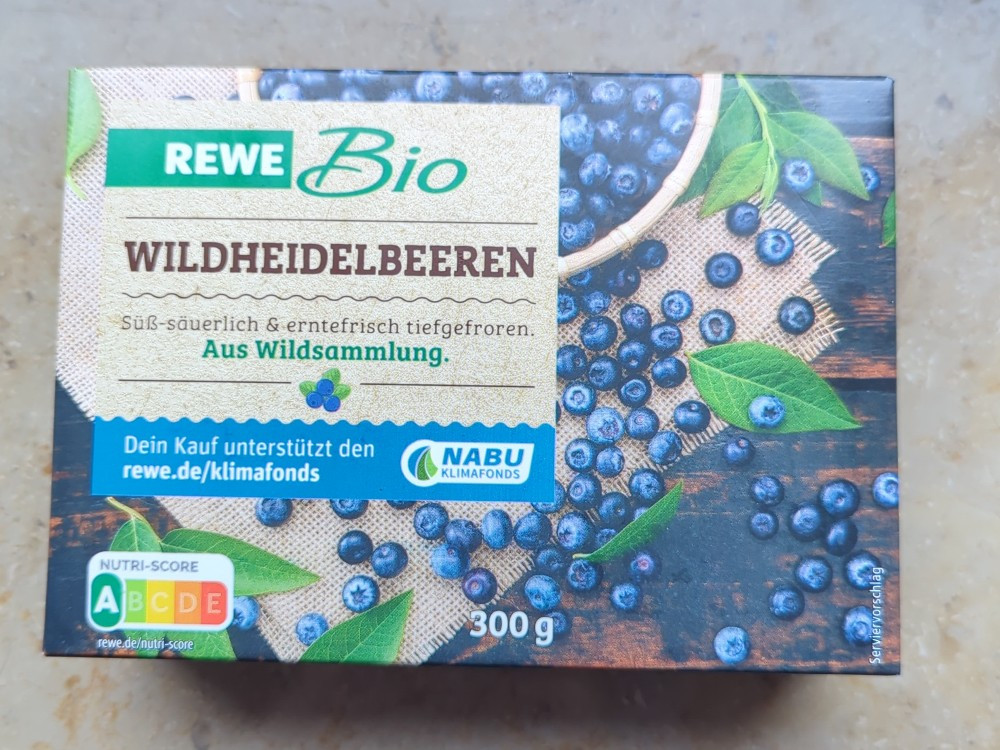 REWE Bio
WILDHEIDELBEEREN
Süß-säuerlich & erntefrisch tiefgefroren.
Aus Wildsammlung.
Dein Kauf unterstützt den
rewe.de/klimafonds
NABU
KLIMAFONDS
NUTRI-SCORE
A B C D E
rewe.de/nutri-score
300 g
Serviervorschlag